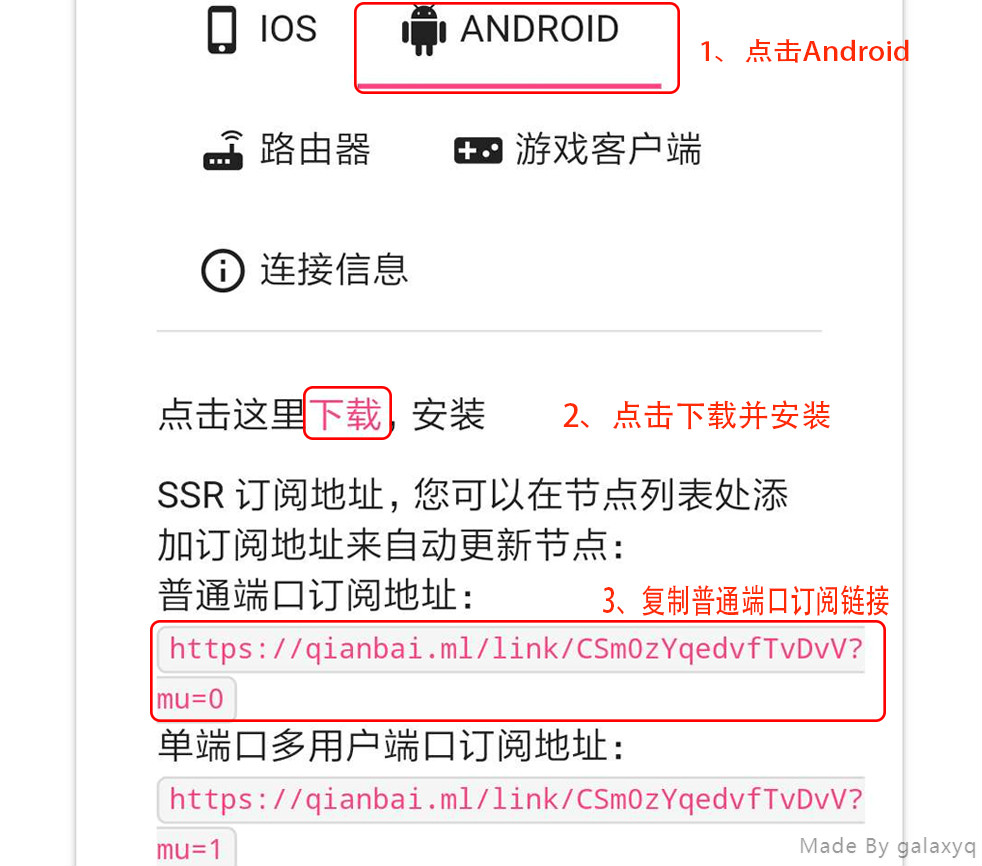 IOS
ANDROID
1、点击Android
路由器
游戏客户端
连接信息
点击这里下载，安装
2、点击下载并安装
SSR 订阅地址，您可以在节点列表处添
加订阅地址来自动更新节点：
普通端口订阅地址：
3、复制普通端口订阅链接
https://qianbai.ml/link/CSm0zYqedvfTvDvV?
mu=0
单端口多用户端口订阅地址：
https://qianbai.ml/link/CSm0zYqedvfTvDvV?
mu=1
Made By galaxyq